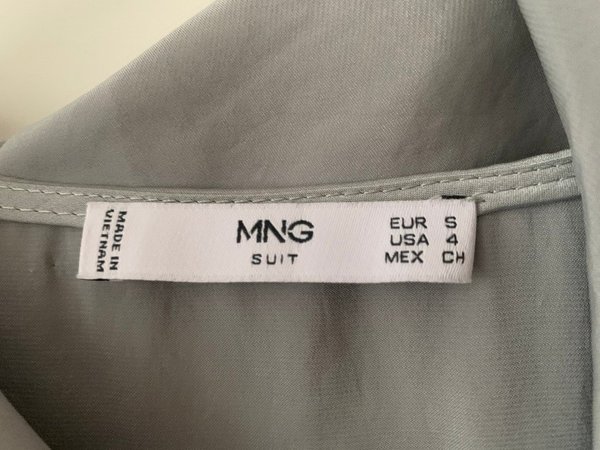 MADE IN
VIETNAM
MNG
SUIT
EUR S
USA 4
MEX CH